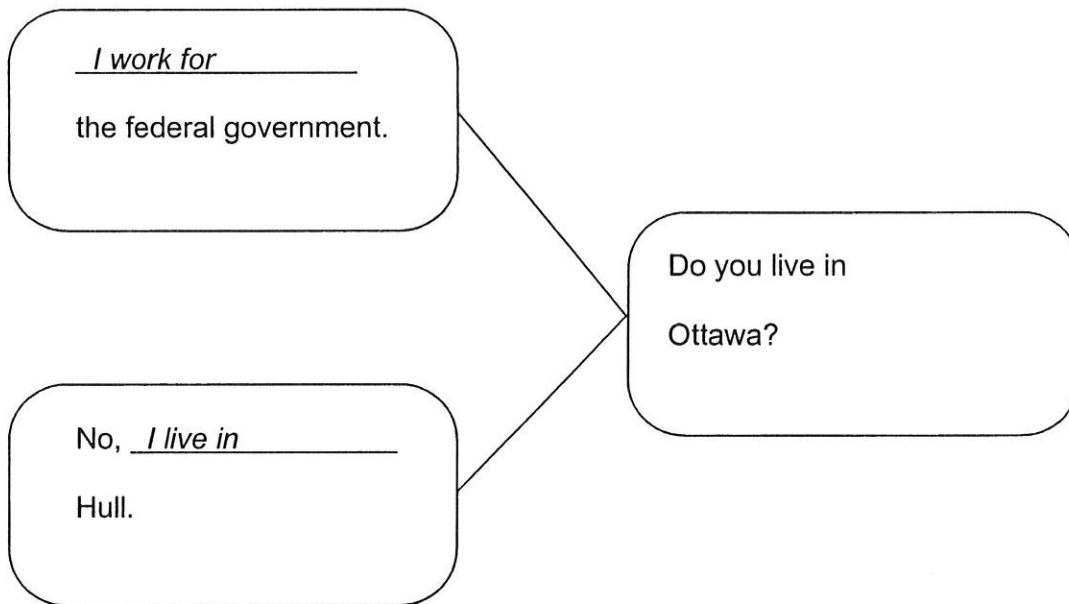 I work for
the federal government.
Do you live in
Ottawa?
No, I live in
Hull.